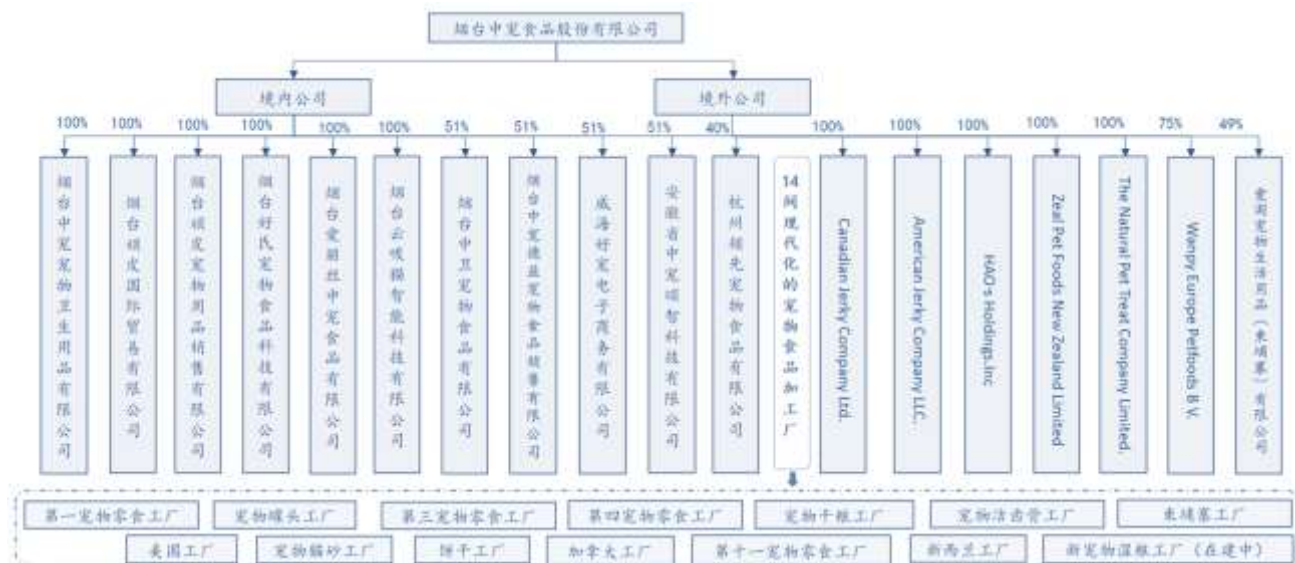 烟台中宠食品股份有限公司
境内公司
境外公司
100%
100%
100%
100%
100%
100%
51%
51%
51%
51%
40%
100%
100%
100%
100%
100%
75%
49%
烟台中宠宠物卫生用品有限公司
烟台顽皮国际贸易有限公司
烟台顽皮宠物用品销售有限公司
烟台好氏宠物食品科技有限公司
烟台爱丽丝中宠食品有限公司
烟台云吸猫智能科技有限公司
烟台中卫宠物食品有限公司
烟台中宠德益宠物食品销售有限公司
威海好宠电子商务有限公司
安徽省中宠颂智科技有限公司
杭州领先宠物食品有限公司
14间现代化的宠物食品加工厂
Canadian Jerky Company Ltd.
American Jerky Company LLC.
HAO-s Holdings.Inc
Zeal Pet Foods New Zealand Limited
The Natural Pet Treat Company Limited.
Wanpy Europe Petfoods B V.
爱淘宠物生活用品（柬埔寨）有限公司
第一宠物零食工厂
宠物罐头工厂
第三宠物零食工厂
第四宠物零食工厂
宠物干粮工厂
宠物洁齿骨工厂
柬埔寨工厂
美国工厂
宠物猫砂工厂
饼干工厂
加拿大工厂
第十一宠物零食工厂
新西兰工厂
新宠物湿粮工厂（在建中）